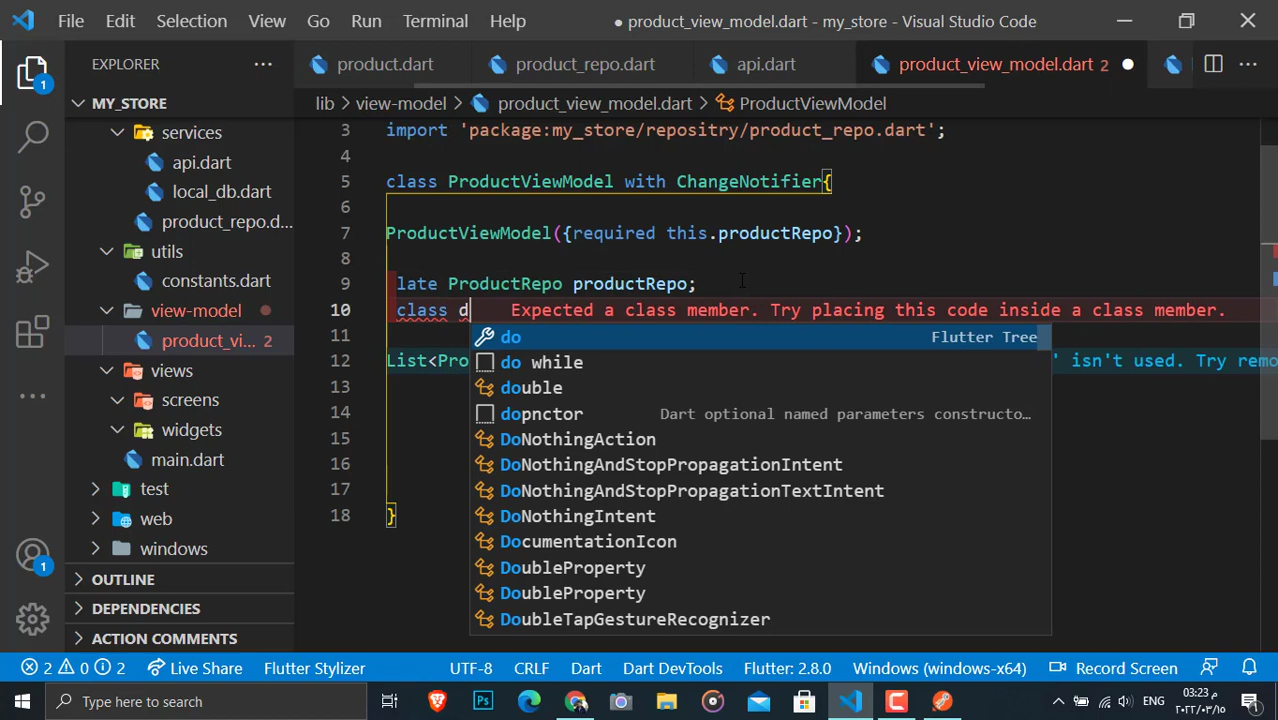 File Edit Selection View Go Run Terminal Help
● product_view_model.dart - my_store - Visual Studio Code
EXPLORER
product.dart product_repo.dart api.dart product_view_model.dart 2
MY_STORE
lib > view-model > product_view_model.dart > ProductViewModel
services
api.dart
local_db.dart
product_repo.d...
utils
constants.dart
view-model
product_vi... 2
views
screens
widgets
main.dart
test
web
windows
OUTLINE
DEPENDENCIES
ACTION COMMENTS
1
1
3 import 'package:my_store/repositry/product_repo.dart';
4
5 class ProductViewModel with ChangeNotifier{
6
7 ProductViewModel({required this.productRepo});
8
9 late ProductRepo productRepo;
10 class d Expected a class member. Try placing this code inside a class member.
11
12 List<Pro ' isn't used. Try remo
13
14
15
16
17
18 }
do Flutter Tree
do while
double
dopnctor Dart optional named parameters constructo...
DoNothingAction
DoNothingAndStopPropagationIntent
DoNothingAndStopPropagationTextIntent
DoNothingIntent
DocumentationIcon
DoubleProperty
DoubleProperty
DoubleTapGestureRecognizer
2 0 2 Live Share Flutter Stylizer UTF-8 CRLF Dart Dart DevTools Flutter: 2.8.0 Windows (windows-x64) Record Screen
Type here to search
ENG
03:23 م
٢٠٢٢/٠٣/١٥
1